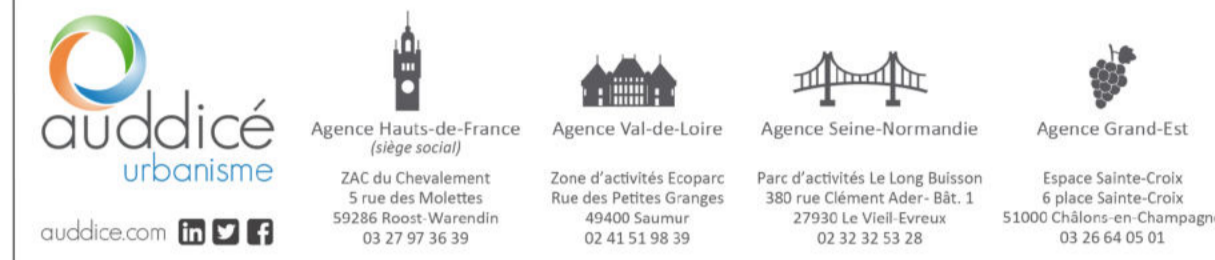 auddicé
urbanisme
auddice.com
Agence Hauts-de-France
(siège social)
ZAC du Chevalement
5 rue des Molettes
59286 Roost-Warendin
03 27 97 36 39
Agence Val-de-Loire
Zone d'activités Ecoparc
Rue des Petites Granges
49400 Saumur
02 41 51 98 39
Agence Seine-Normandie
Parc d'activités Le Long Buisson
380 rue Clément Ader- Bât. 1
27930 Le Vieil-Evreux
02 32 32 53 28
Agence Grand-Est
Espace Sainte-Croix
6 place Sainte-Croix
51000 Châlons-en-Champagne
03 26 64 05 01